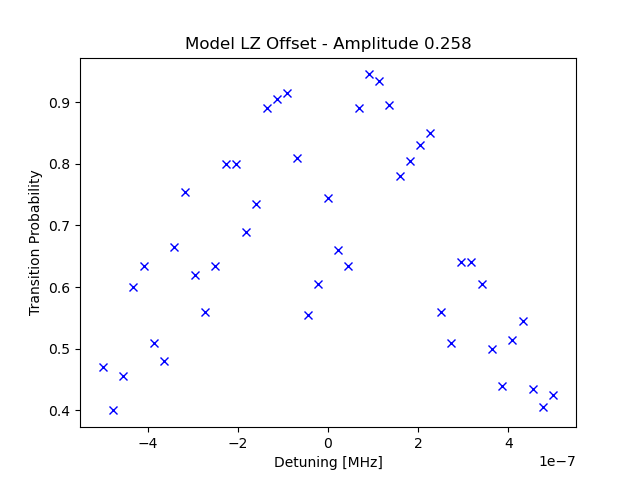 Model LZ Offset - Amplitude 0.258
Transition Probability
0.9
0.8
0.7
0.6
0.5
0.4
−4
−2
0
2
4
1e−7
Detuning [MHz]